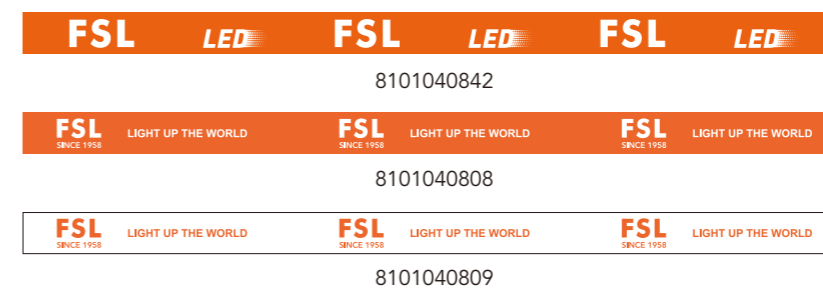 FSL LED FSL LED FSL LED
8101040842
FSL SINCE 1958 LIGHT UP THE WORLD FSL SINCE 1958 LIGHT UP THE WORLD FSL SINCE 1958 LIGHT UP THE WORLD
8101040808
FSL SINCE 1958 LIGHT UP THE WORLD FSL SINCE 1958 LIGHT UP THE WORLD FSL SINCE 1958 LIGHT UP THE WORLD
8101040809